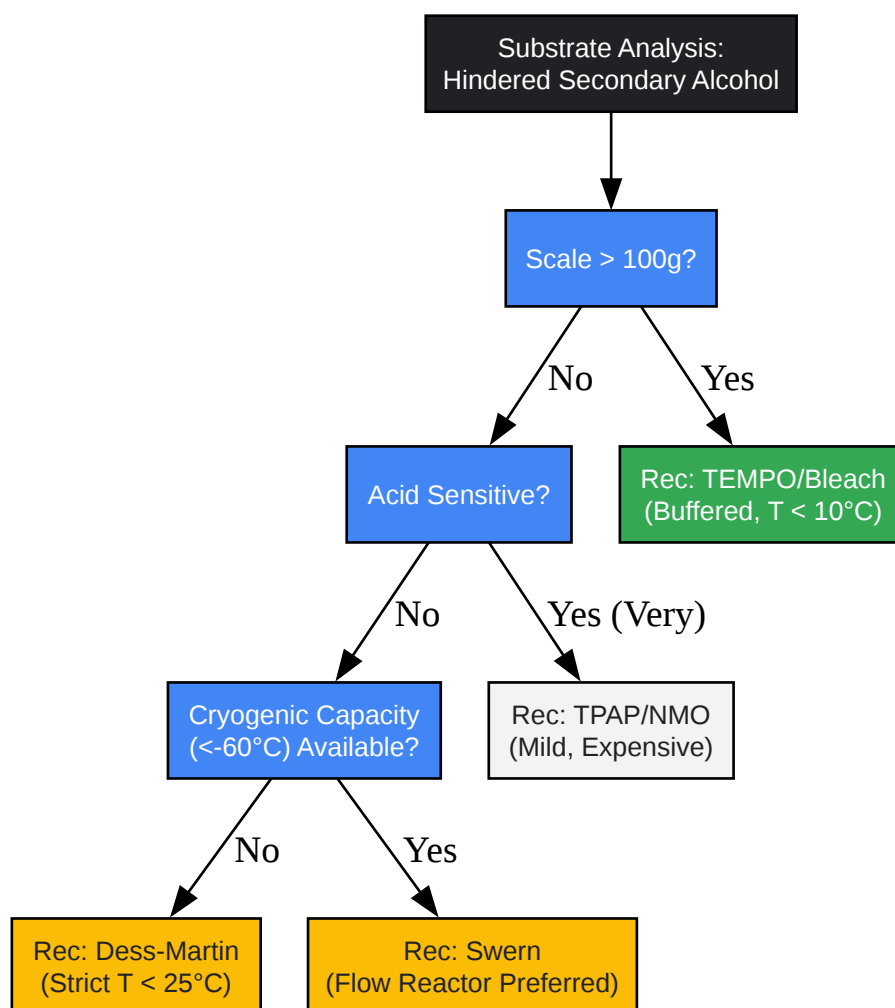 Substrate Analysis:
Hindered Secondary Alcohol
Scale > 100g?
No
Yes
Acid Sensitive?
Rec: TEMPO/Bleach
(Buffered, T < 10°C)
No
Yes (Very)
Cryogenic Capacity
(<-60°C) Available?
Rec: TPAP/NMO
(Mild, Expensive)
No
Yes
Rec: Dess-Martin
(Strict T < 25°C)
Rec: Swern
(Flow Reactor Preferred)